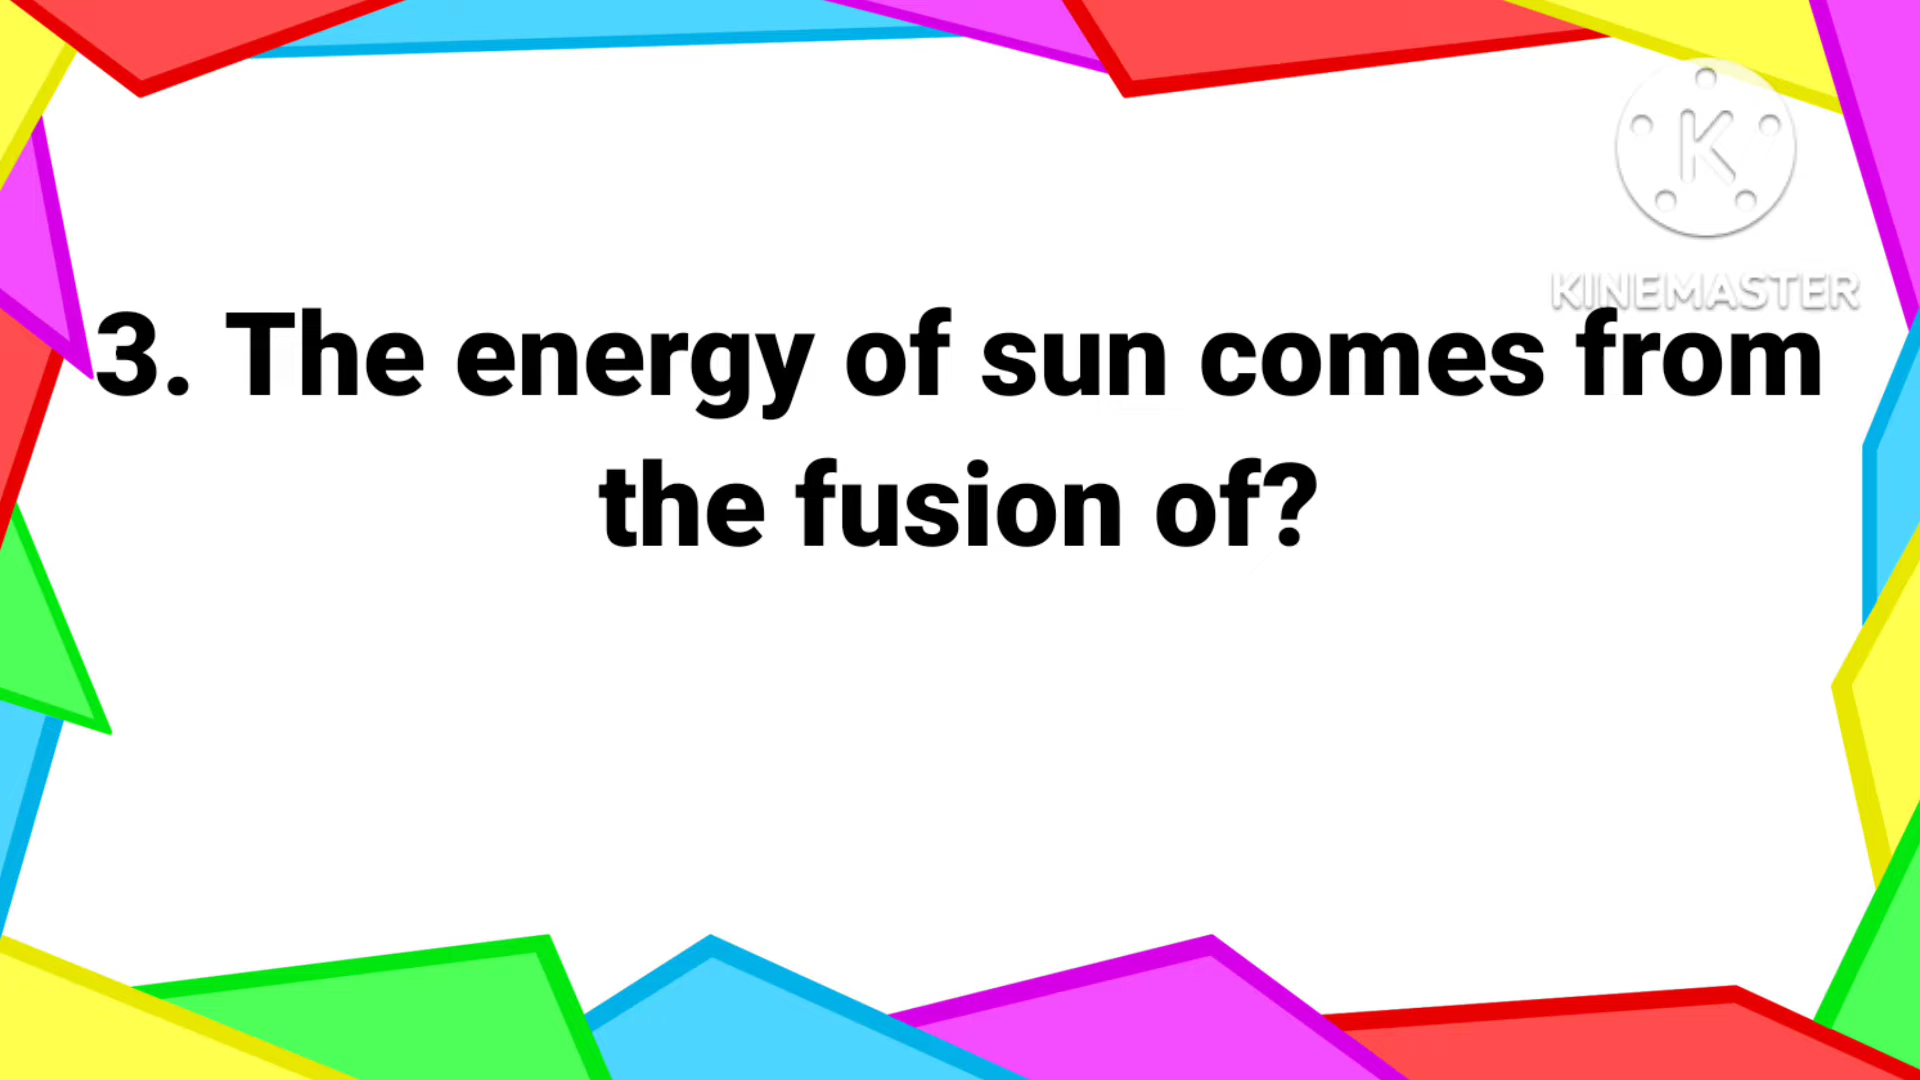 K
KINEMASTER
3. The energy of sun comes from
the fusion of?